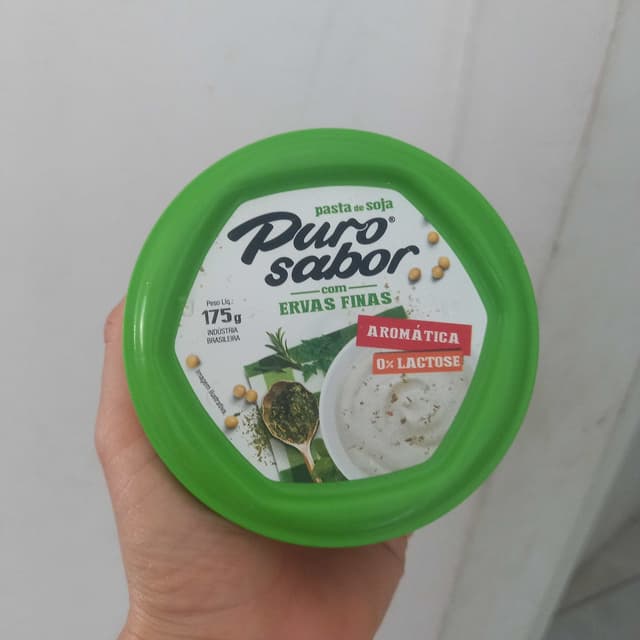 pasta de soja
Puro®
sabor
com
ERVAS FINAS
Peso Líq.:
175g
INDÚSTRIA
BRASILEIRA
AROMÁTICA
0% LACTOSE
Imagem ilustrativa